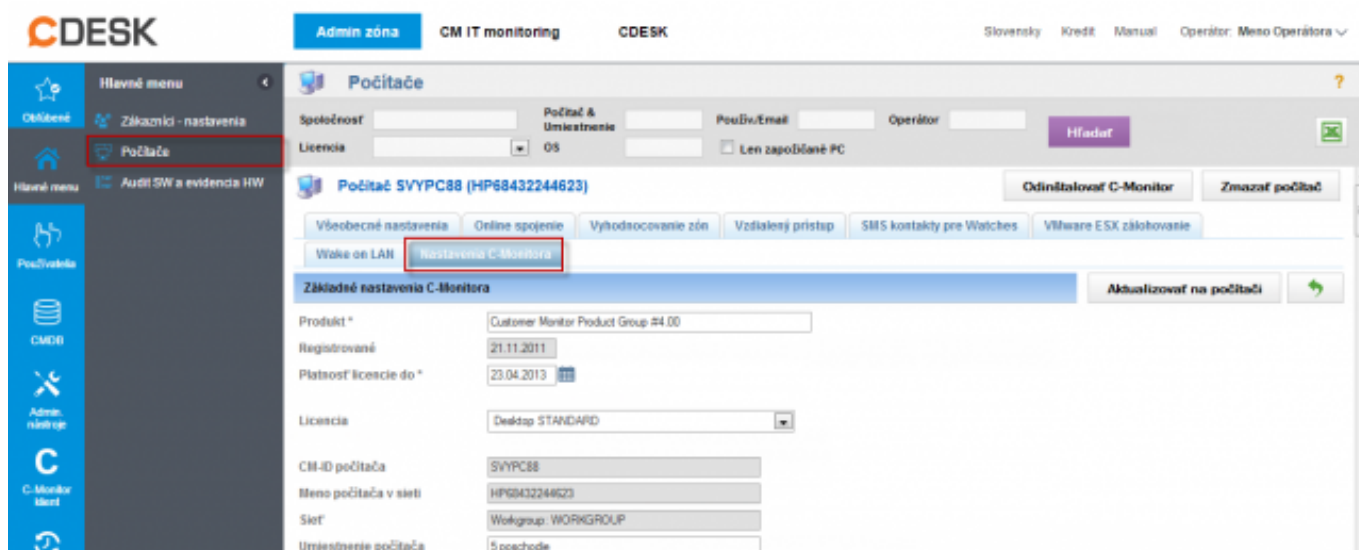 CDESK
Admin zóna
CM IT monitoring
CDESK
Slovensky
Kredit
Manual
Operátor: Meno Operátora
Obľúbené
Hlavné menu
Používatelia
CMDB
Admin.
nástroje
C
C-Monitor
klient
Hlavné menu
Zákazníci - nastavenia
Počítače
Audit SW a evidencia HW
Počítače
?
Spoločnosť
Počítač &
Umiestnenie
Použív./Email
Operátor
Licencia
OS
Len zapožičané PC
Hľadať
Počítač SVYPC88 (HP68432244623)
Odinštalovať C-Monitor
Zmazať počítač
Všeobecné nastavenia
Online spojenie
Vyhodnocovanie zón
Vzdialený prístup
SMS kontakty pre Watches
VMware ESX zálohovanie
Wake on LAN
Nastavenia C-Monitora
Základné nastavenia C-Monitora
Aktualizovať na počítači
Produkt *
Customer Monitor Product Group #4.00
Registrované
21.11.2011
Platnosť licencie do *
23.04.2013
Licencia
Desktop STANDARD
CM-ID počítača
SVYPC88
Meno počítača v sieti
HP68432244623
Sieť
Workgroup: WORKGROUP
Umiestnenie počítača
5.poschodie